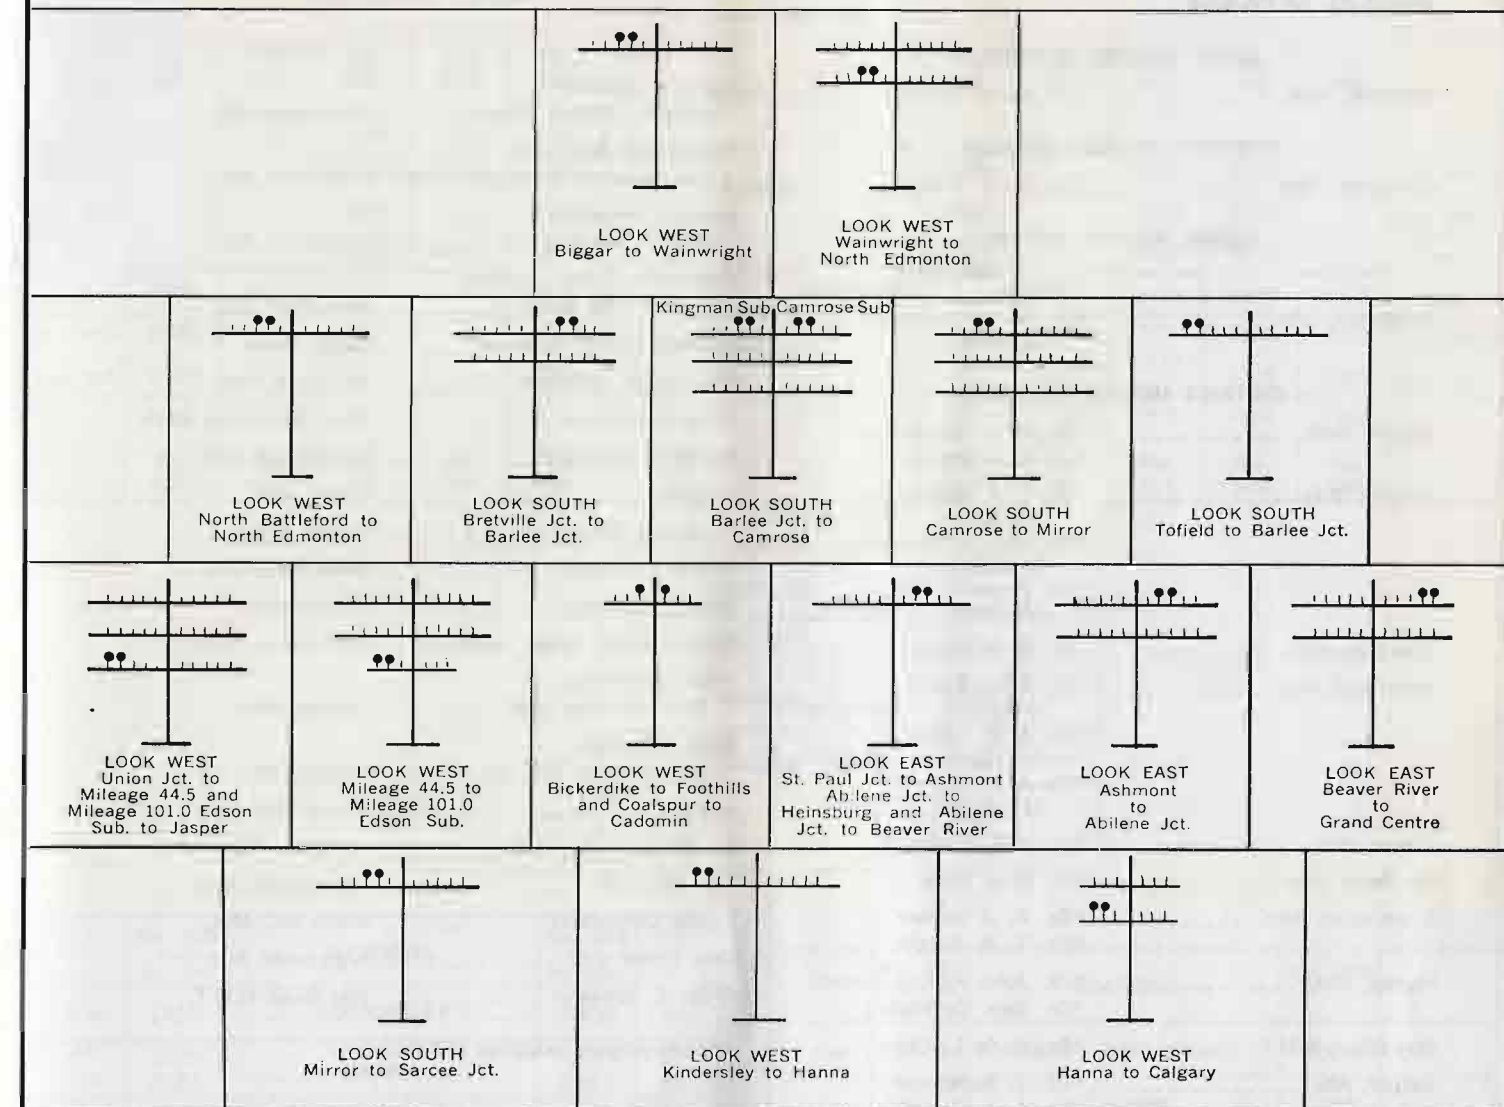 LOOK WEST
Biggar to Wainwright
LOOK WEST
Wainwright to
North Edmonton
LOOK WEST
North Battleford to
North Edmonton
LOOK SOUTH
Bretville Jct. to
Barlee Jct.
Kingman Sub Camrose Sub
LOOK SOUTH
Barlee Jct. to
Camrose
LOOK SOUTH
Camrose to Mirror
LOOK SOUTH
Tofield to Barlee Jct.
LOOK WEST
Union Jct. to
Mileage 44.5 and
Mileage 101.0 Edson
Sub. to Jasper
LOOK WEST
Mileage 44.5 to
Mileage 101.0
Edson Sub.
LOOK WEST
Bickerdike to Foothills
and Coalspur to
Cadomin
LOOK EAST
St. Paul Jct. to Ashmont
Abilene Jct. to
Heinsburg and Abilene
Jct. to Beaver River
LOOK EAST
Ashmont
to
Abilene Jct.
LOOK EAST
Beaver River
to
Grand Centre
LOOK SOUTH
Mirror to Sarcee Jct.
LOOK WEST
Kindersley to Hanna
LOOK WEST
Hanna to Calgary